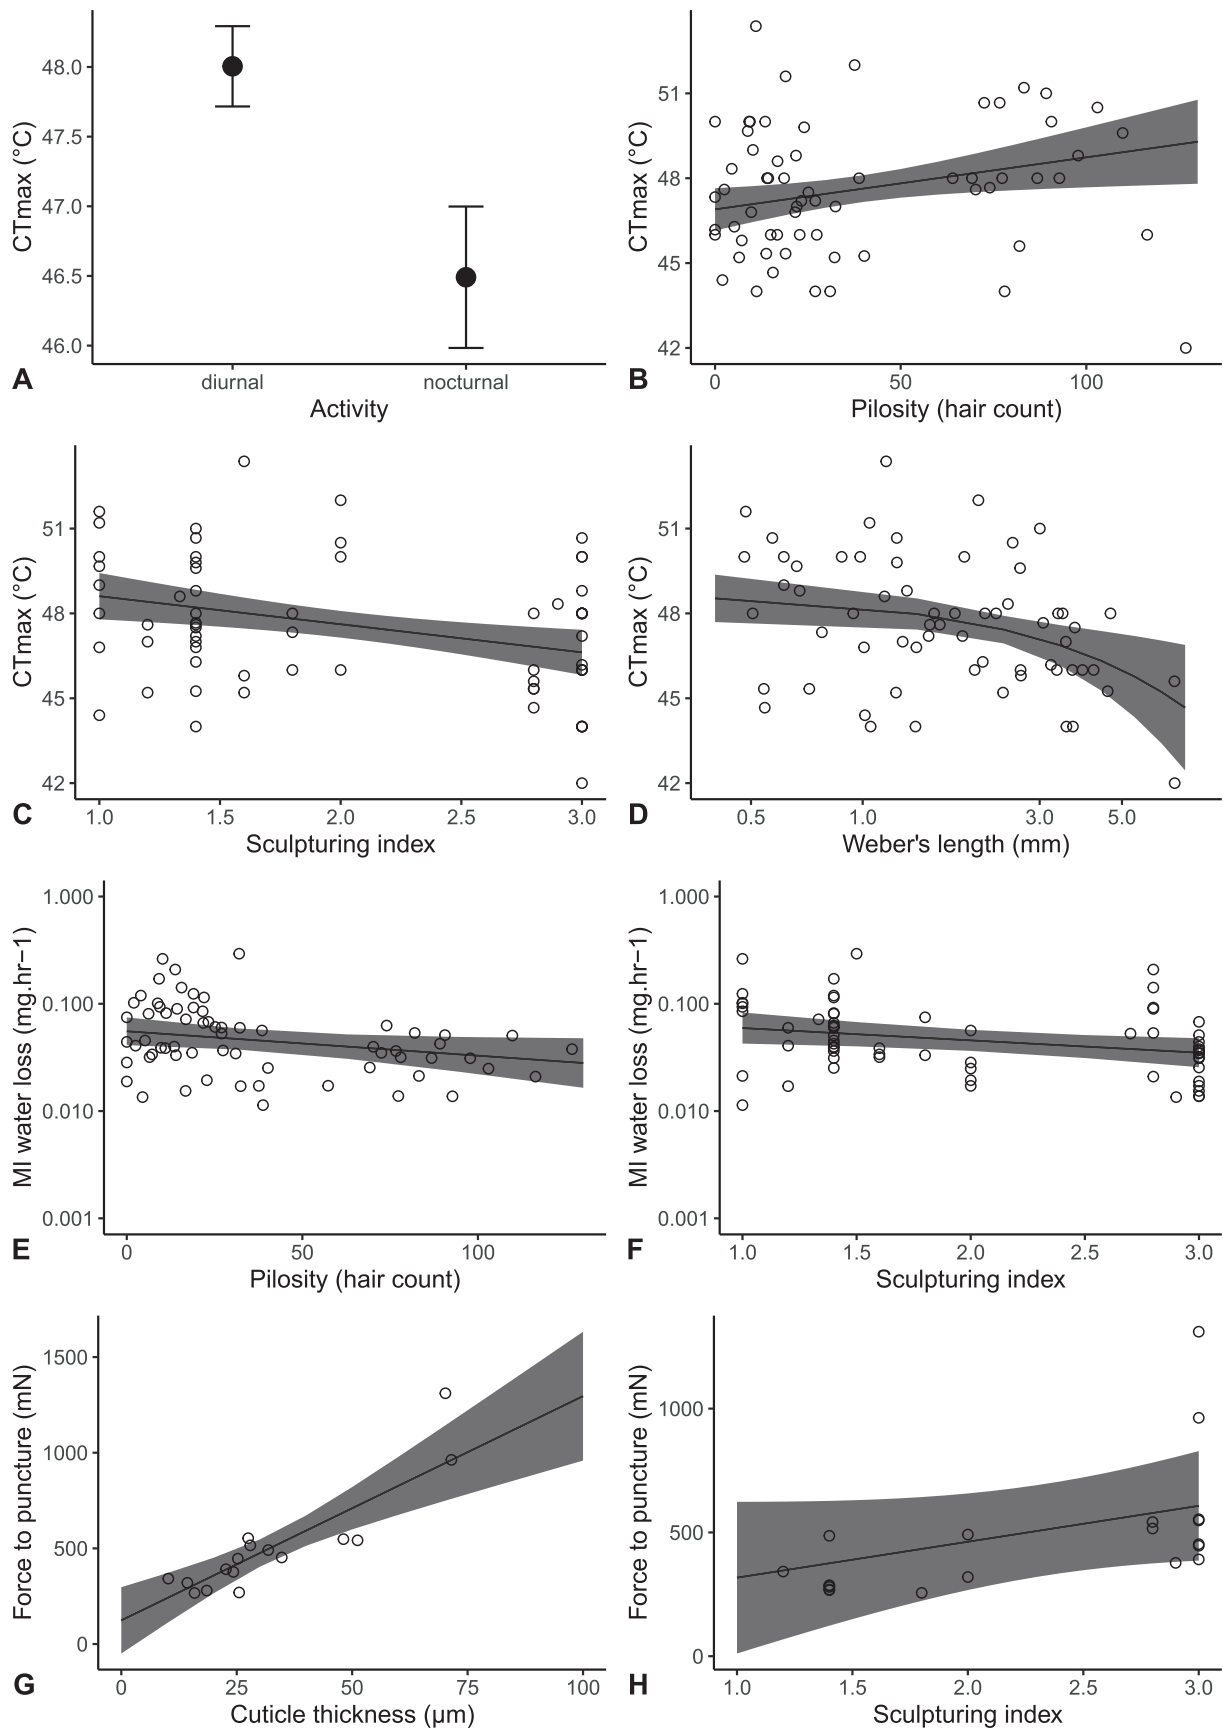 CTmax (°C)
48.0
47.5
47.0
46.5
46.0
diurnal nocturnal
A
Activity
CTmax (°C)
51
48
45
42
0 50 100
B
Pilosity (hair count)
CTmax (°C)
51
48
45
42
1.0 1.5 2.0 2.5 3.0
C
Sculpturing index
CTmax (°C)
51
48
45
42
0.5 1.0 3.0 5.0
D
Weber's length (mm)
MI water loss (mg.hr−1)
1.000
0.100
0.010
0.001
0 50 100
E
Pilosity (hair count)
MI water loss (mg.hr−1)
1.000
0.100
0.010
0.001
1.0 1.5 2.0 2.5 3.0
F
Sculpturing index
Force to puncture (mN)
1500
1000
500
0
0 25 50 75 100
G
Cuticle thickness (μm)
Force to puncture (mN)
1000
500
0
1.0 1.5 2.0 2.5 3.0
H
Sculpturing index